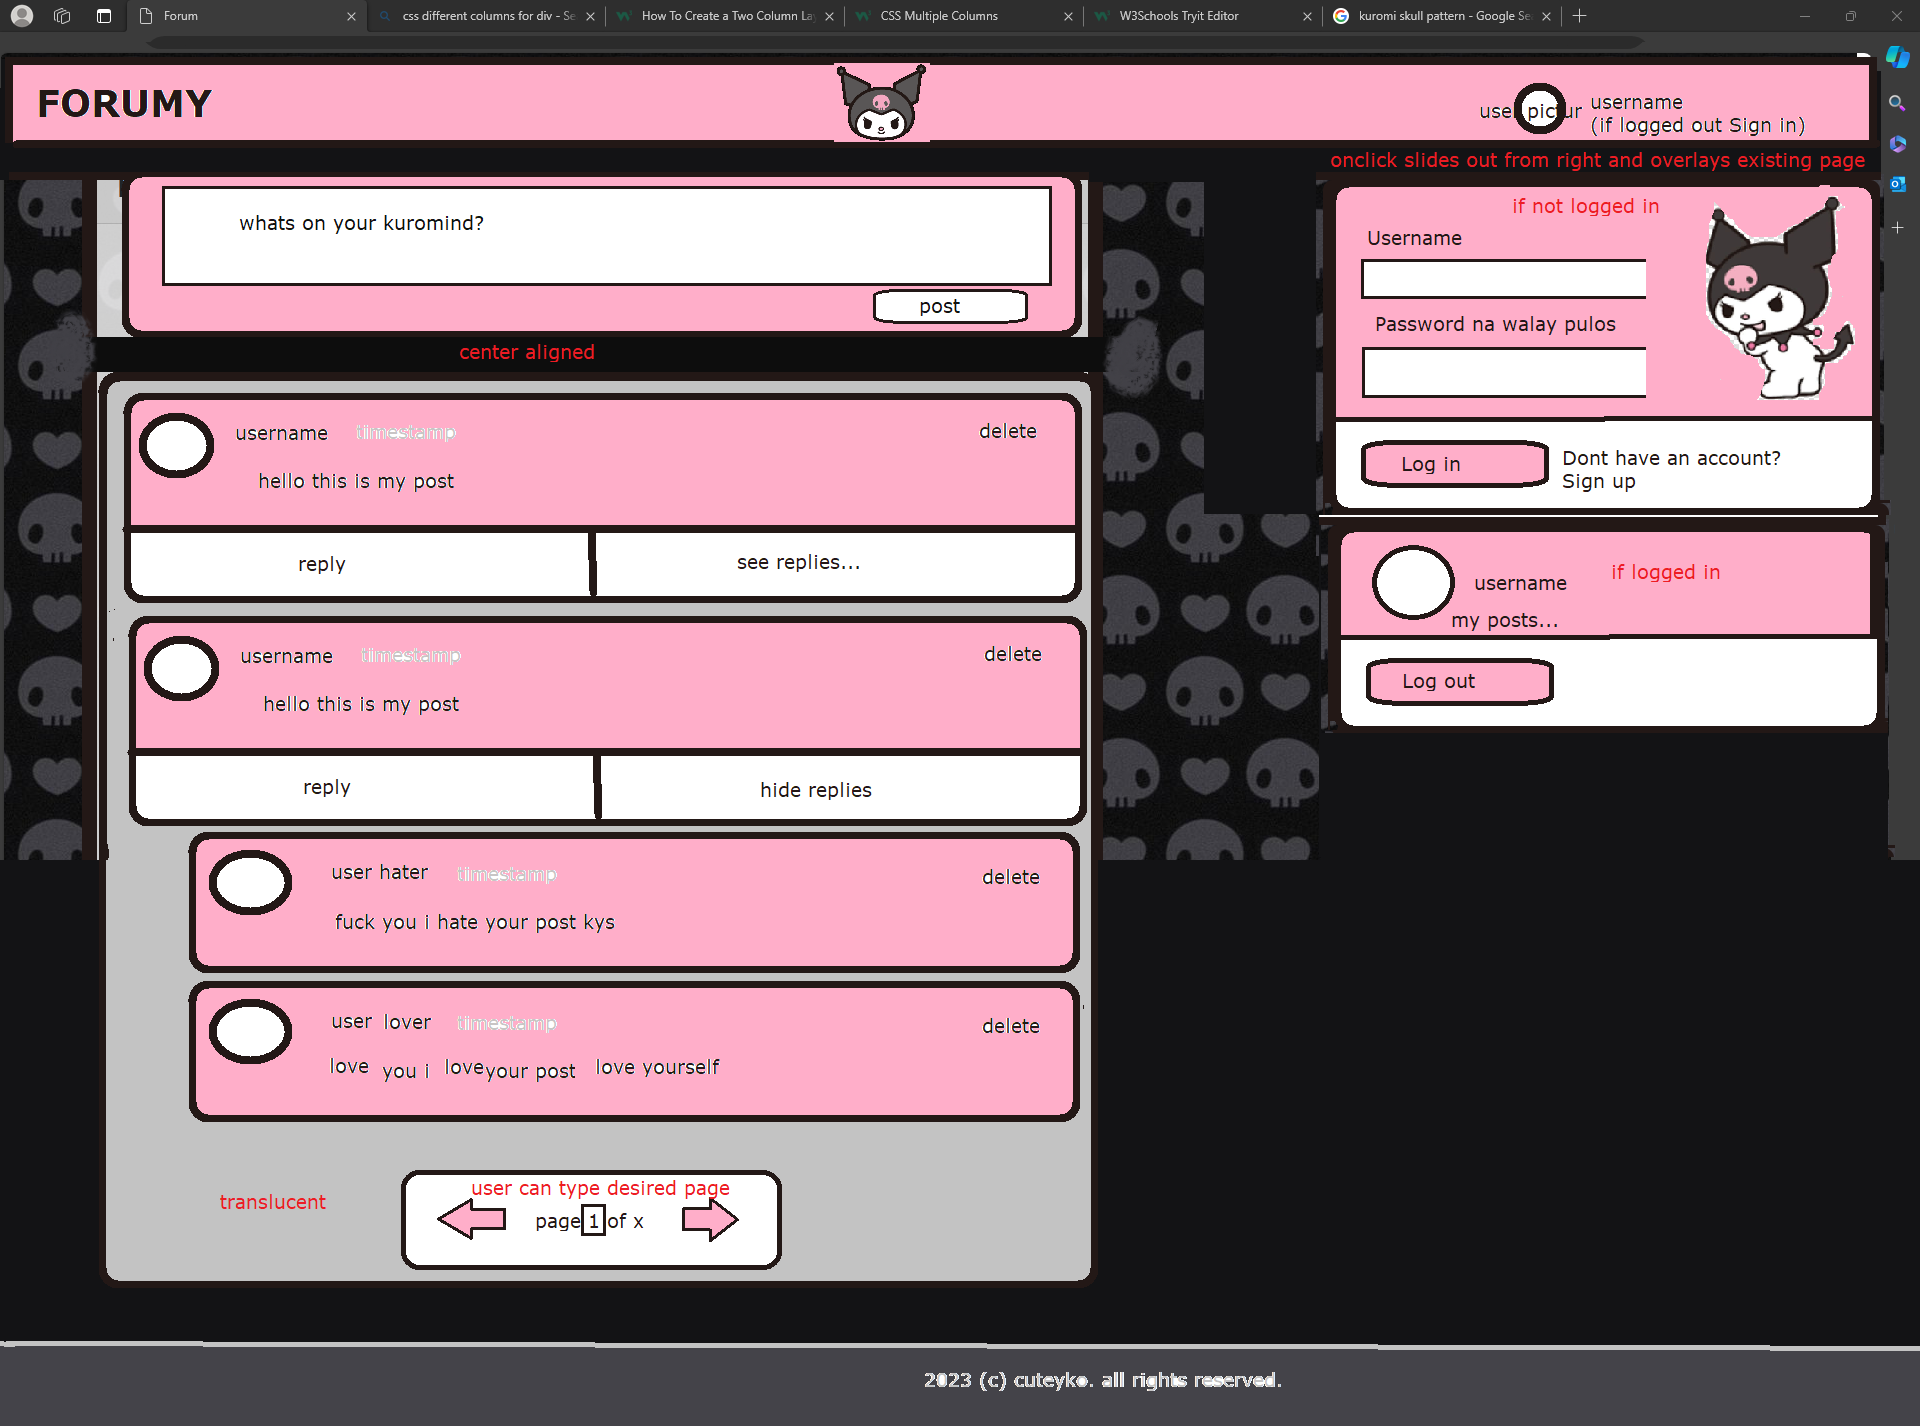 Forum
css different columns for div - Se
How To Create a Two Column La
CSS Multiple Columns
W3Schools Tryit Editor
kuromi skull pattern - Google Se
FORUMY
user pictur
username
(if logged out Sign in)
onclick slides out from right and overlays existing page
whats on your kuromind?
post
center aligned
username timestamp delete
hello this is my post
reply see replies...
username timestamp delete
hello this is my post
reply hide replies
user hater timestamp delete
fuck you i hate your post kys
user lover timestamp delete
love you i love your post love yourself
translucent
user can type desired page
page 1 of x
if not logged in
Username
Password na walay pulos
Log in
Dont have an account?
Sign up
if logged in
username
my posts...
Log out
2023 (c) cuteyko. all rights reserved.